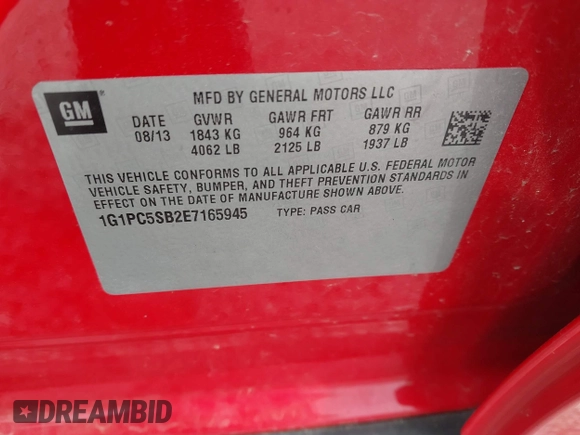 GM
MFD BY GENERAL MOTORS LLC
DATE GVWR GAWR FRT GAWR RR
08/13 1843 KG 964 KG 879 KG
4062 LB 2125 LB 1937 LB
THIS VEHICLE CONFORMS TO ALL APPLICABLE U.S. FEDERAL MOTOR
VEHICLE SAFETY, BUMPER, AND THEFT PREVENTION STANDARDS IN
EFFECT ON THE DATE OF MANUFACTURE SHOWN ABOVE.
1G1PC5SB2E7165945 TYPE: PASS CAR
DREAMBID